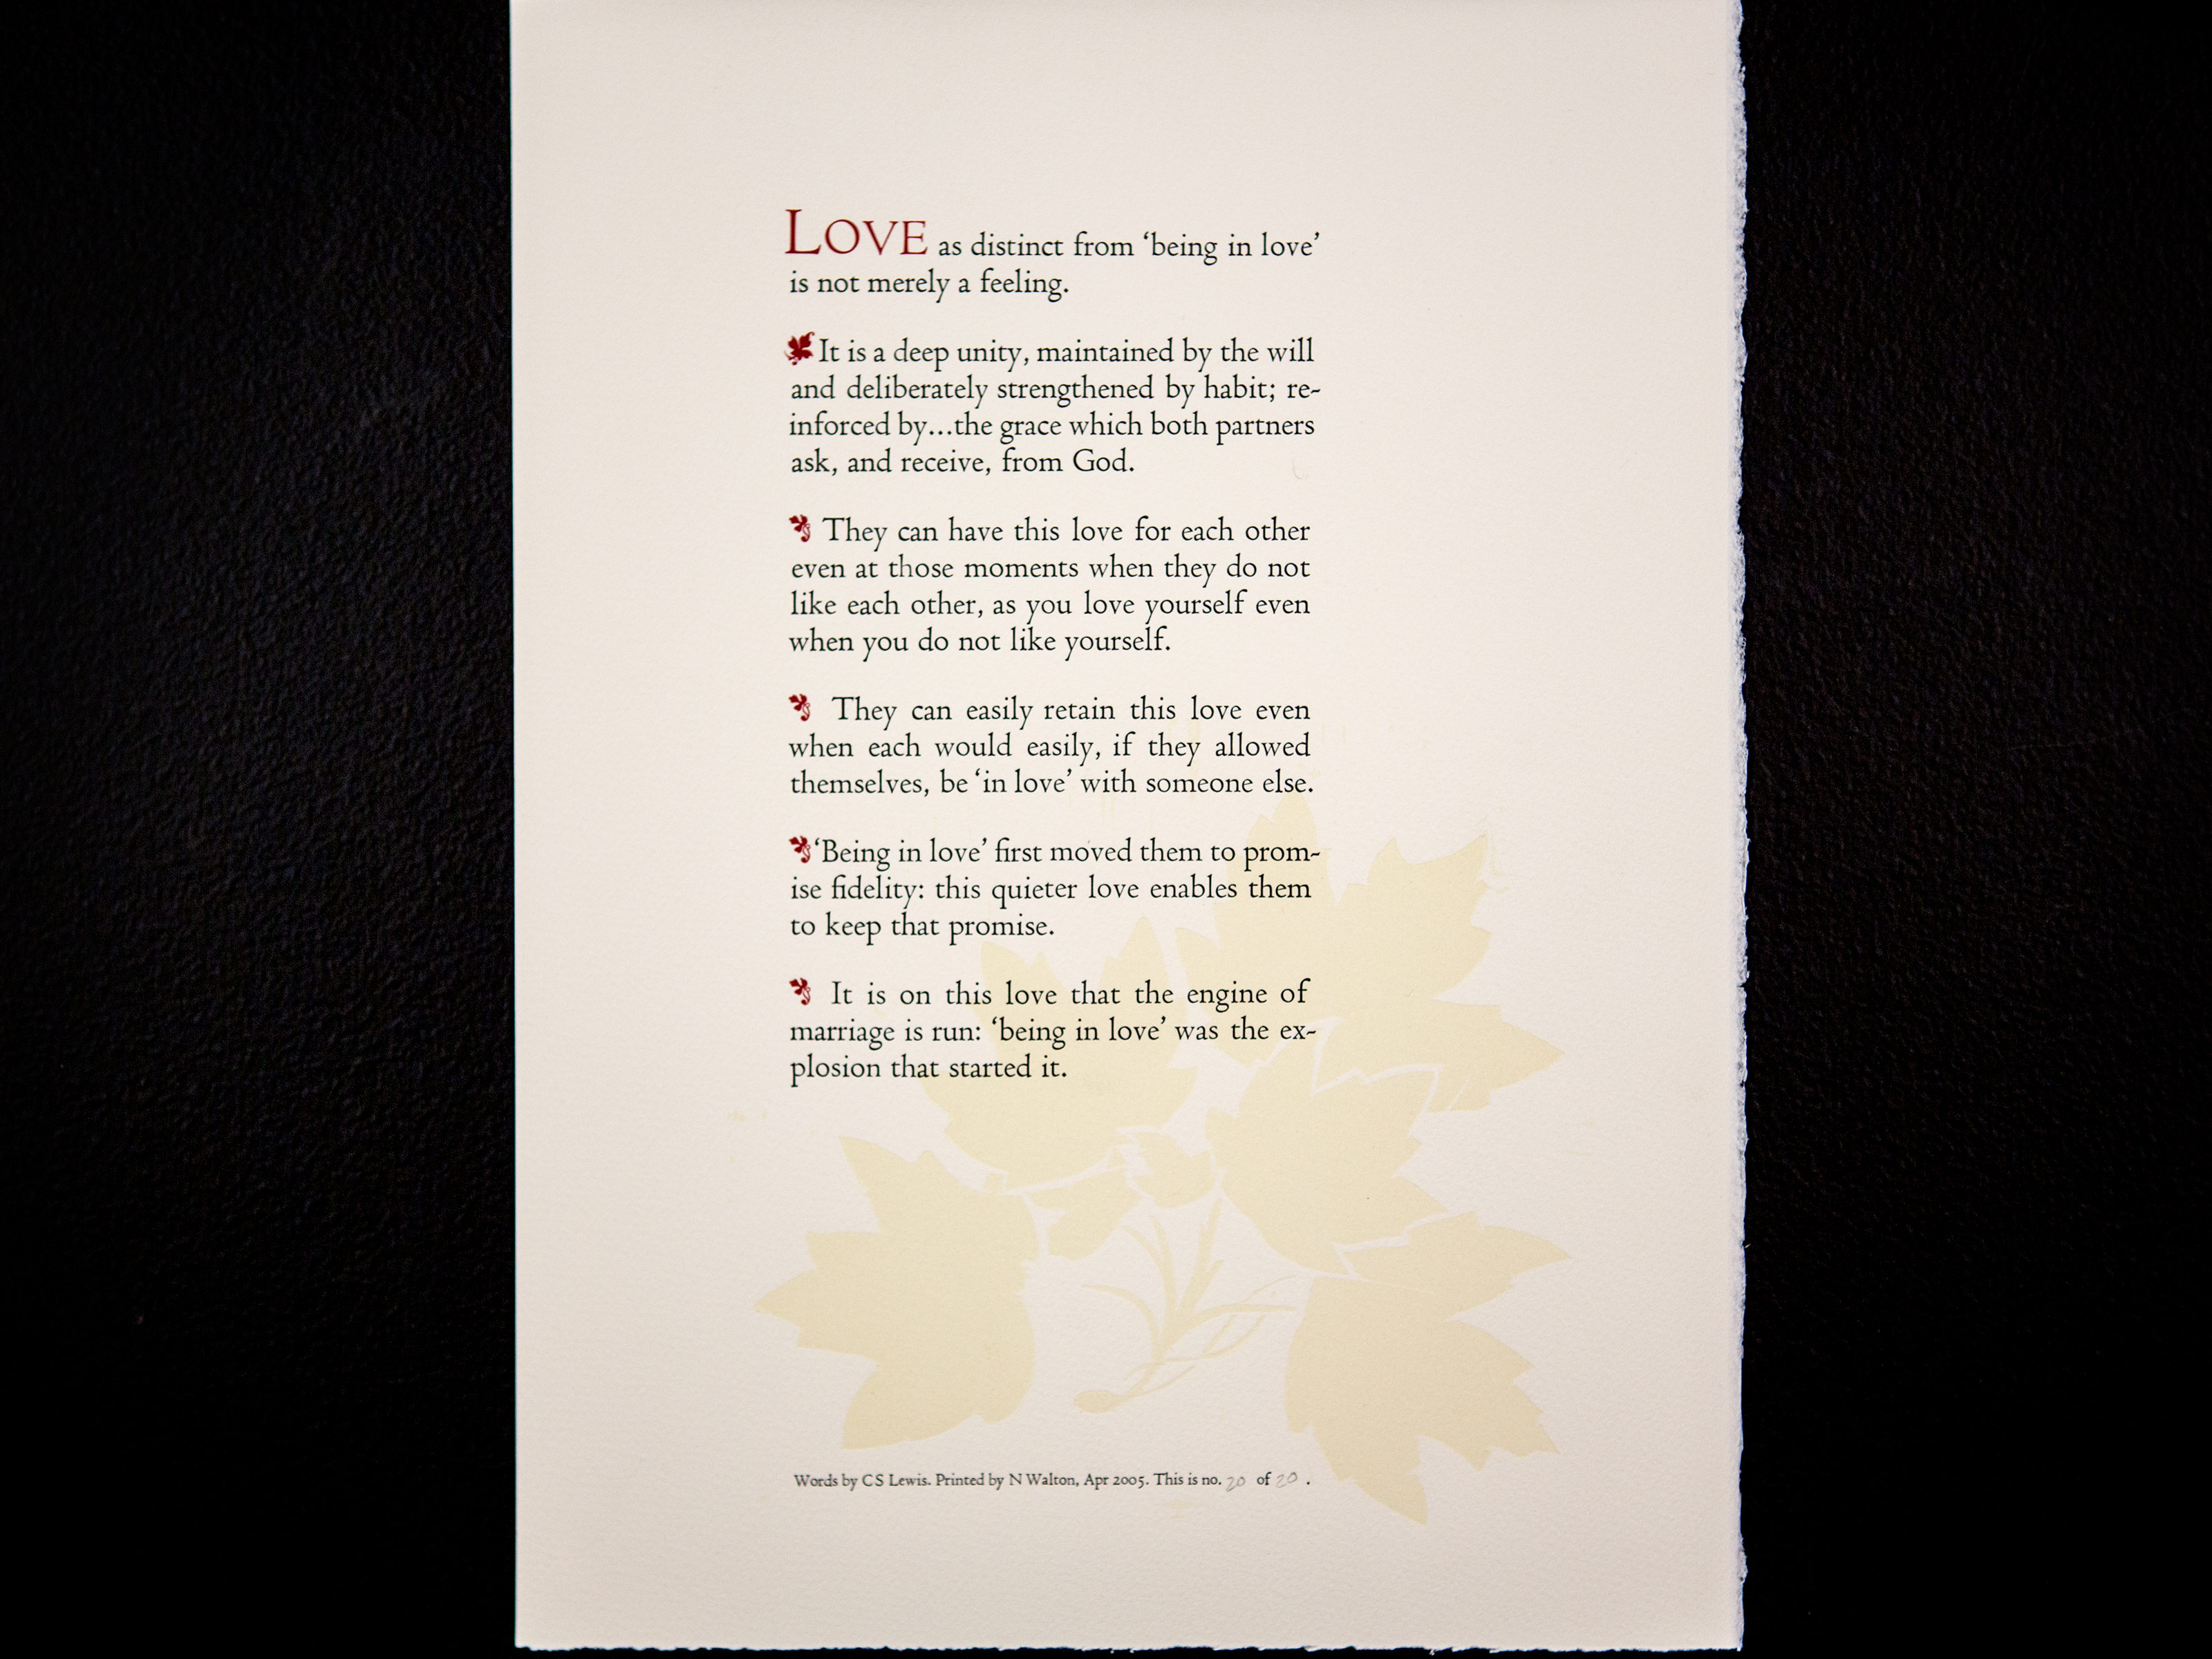 LOVE as distinct from ‘being in love’
is not merely a feeling.
It is a deep unity, maintained by the will
and deliberately strengthened by habit; re-
inforced by...the grace which both partners
ask, and receive, from God.
They can have this love for each other
even at those moments when they do not
like each other, as you love yourself even
when you do not like yourself.
They can easily retain this love even
when each would easily, if they allowed
themselves, be ‘in love’ with someone else.
‘Being in love’ first moved them to prom-
ise fidelity: this quieter love enables them
to keep that promise.
It is on this love that the engine of
marriage is run: ‘being in love’ was the ex-
plosion that started it.
Words by CS Lewis. Printed by N Walton, Apr 2005. This is no. 20 of 20 .